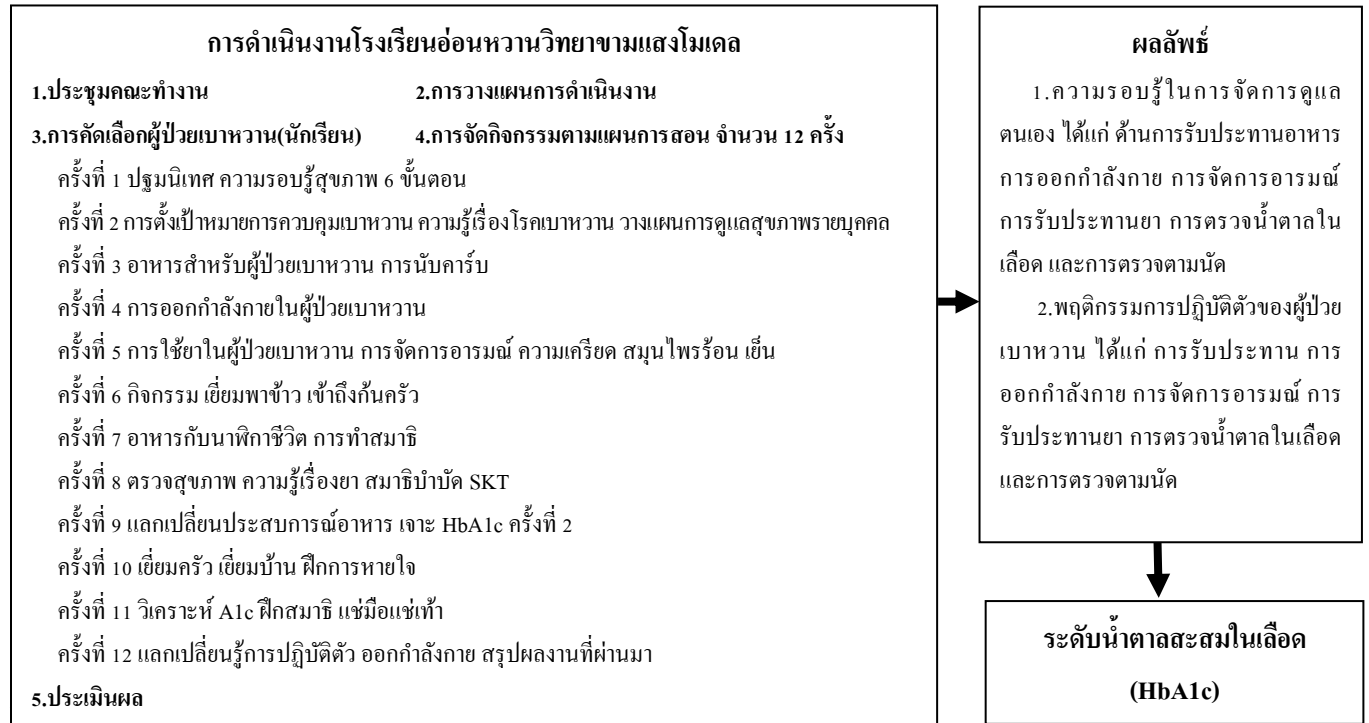 การดำเนินงานโรงเรียนอ่อนหวานวิทยาขามแสงโมเดล
1.ประชุมคณะทำงาน 2.การวางแผนการดำเนินงาน
3.การคัดเลือกผู้ป่วยเบาหวาน(นักเรียน) 4.การจัดกิจกรรมตามแผนการสอน จำนวน 12 ครั้ง
ครั้งที่ 1 ปฐมนิเทศ ความรอบรู้สุขภาพ 6 ขั้นตอน
ครั้งที่ 2 การตั้งเป้าหมายการควบคุมเบาหวาน ความรู้เรื่องโรคเบาหวาน วางแผนการดูแลสุขภาพรายบุคคล
ครั้งที่ 3 อาหารสำหรับผู้ป่วยเบาหวาน การนับคาร์บ
ครั้งที่ 4 การออกกำลังกายในผู้ป่วยเบาหวาน
ครั้งที่ 5 การใช้ยาในผู้ป่วยเบาหวาน การจัดการอารมณ์ ความเครียด สมุนไพรร้อน เย็น
ครั้งที่ 6 กิจกรรม เยี่ยมพาข้าว เข้าถึงก้นครัว
ครั้งที่ 7 อาหารกับนาฬิกาชีวิต การทำสมาธิ
ครั้งที่ 8 ตรวจสุขภาพ ความรู้เรื่องยา สมาธิบำบัด SKT
ครั้งที่ 9 แลกเปลี่ยนประสบการณ์อาหาร เจาะ HbA1c ครั้งที่ 2
ครั้งที่ 10 เยี่ยมครัว เยี่ยมบ้าน ฝึกการหายใจ
ครั้งที่ 11 วิเคราะห์ A1c ฝึกสมาธิ แช่มือแช่เท้า
ครั้งที่ 12 แลกเปลี่ยนรู้การปฏิบัติตัว ออกกำลังกาย สรุปผลงานที่ผ่านมา
5.ประเมินผล
ผลลัพธ์
1.ความรอบรู้ในการจัดการดูแล
ตนเอง ได้แก่ ด้านการรับประทานอาหาร
การออกกำลังกาย การจัดการอารมณ์
การรับประทานยา การตรวจน้ำตาลใน
เลือด และการตรวจตามนัด
2.พฤติกรรมการปฏิบัติตัวของผู้ป่วย
เบาหวาน ได้แก่ การรับประทาน การ
ออกกำลังกาย การจัดการอารมณ์ การ
รับประทานยา การตรวจน้ำตาลในเลือด
และการตรวจตามนัด
ระดับน้ำตาลสะสมในเลือด
(HbA1c)